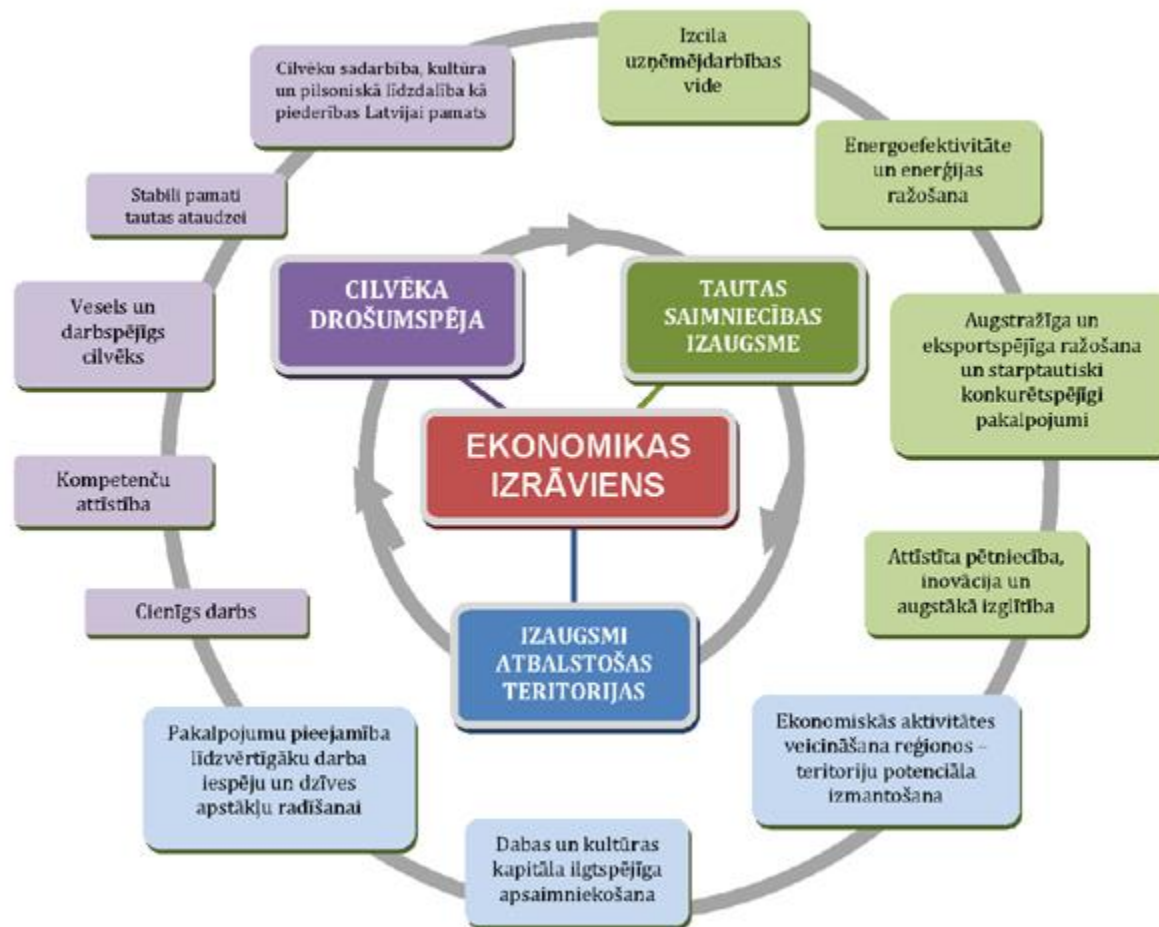 Izcila
uzņēmējdarbības
vide
Cilvēku sadarbība, kultūra
un pilsoniskā līdzdalība kā
piederības Latvijai pamats
Energoefektivitāte
un enerģijas
ražošana
Stabili pamati
tautas ataudzei
CILVĒKA
DROŠUMSPĒJA
TAUTAS
SAIMNIECĪBAS
IZAUGSME
Vesels un
darbspējīgs
cilvēks
Augstražīga un
eksportspējīga ražošana
un starptautiski
konkurētspējīgi
pakalpojumi
EKONOMIKAS
IZRĀVIENS
Kompetenču
attīstība
Attīstīta pētniecība,
inovācija un
augstākā izglītība
Cienīgs darbs
IZAUGSMI
ATBALSTOŠAS
TERITORIJAS
Pakalpojumu pieejamība
līdzvērtīgāku darba
iespēju un dzīves
apstākļu radīšanai
Ekonomiskās aktivitātes
veicināšana reģionos –
teritoriju potenciāla
izmantošana
Dabas un kultūras
kapitāla ilgtspējīga
apsaimniekošana